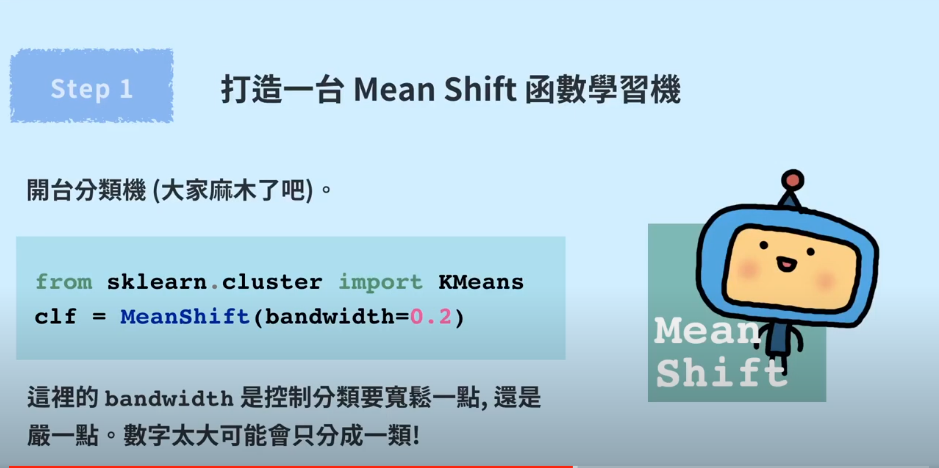 Step 1
打造一台 Mean Shift 函數學習機
開台分類機 (大家麻木了吧)。
from sklearn.cluster import KMeans
clf = MeanShift(bandwidth=0.2)
這裡的 bandwidth 是控制分類要寬鬆一點, 還是
嚴一點。數字太大可能會只分成一類!
Mean
Shift